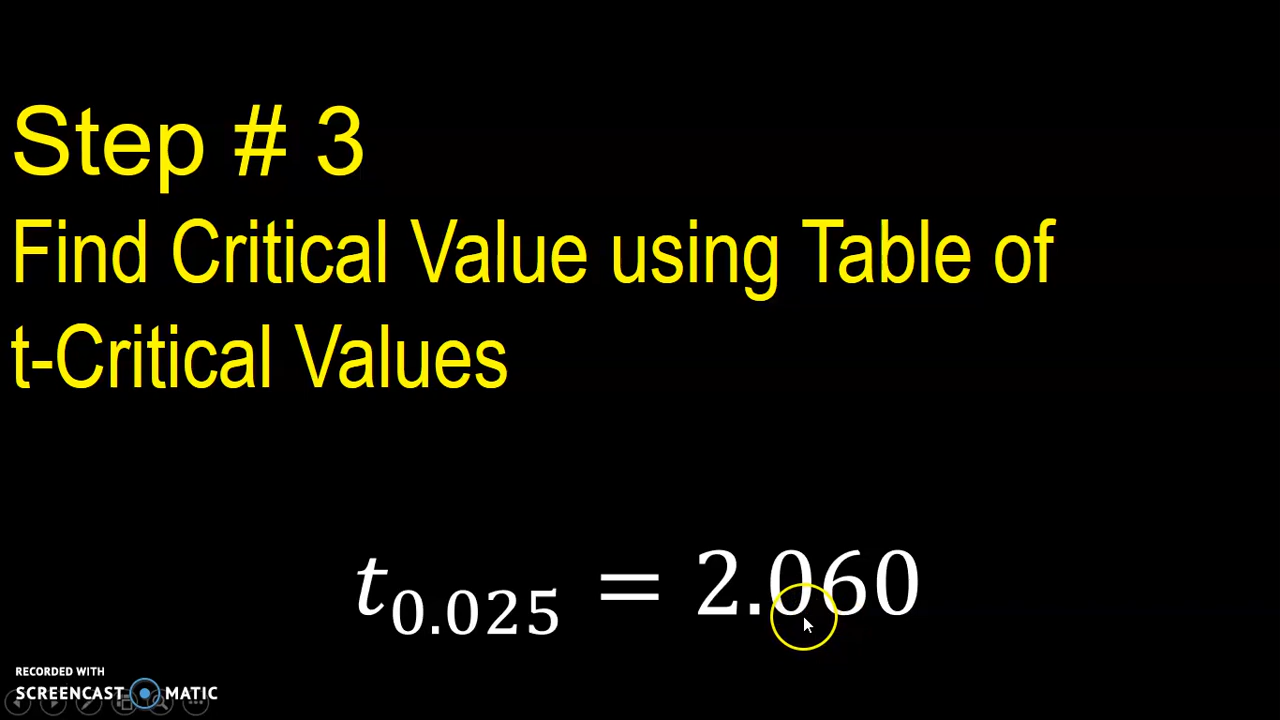 Step # 3
Find Critical Value using Table of
t-Critical Values
t0.025 = 2.060
RECORDED WITH
SCREENCAST MATIC